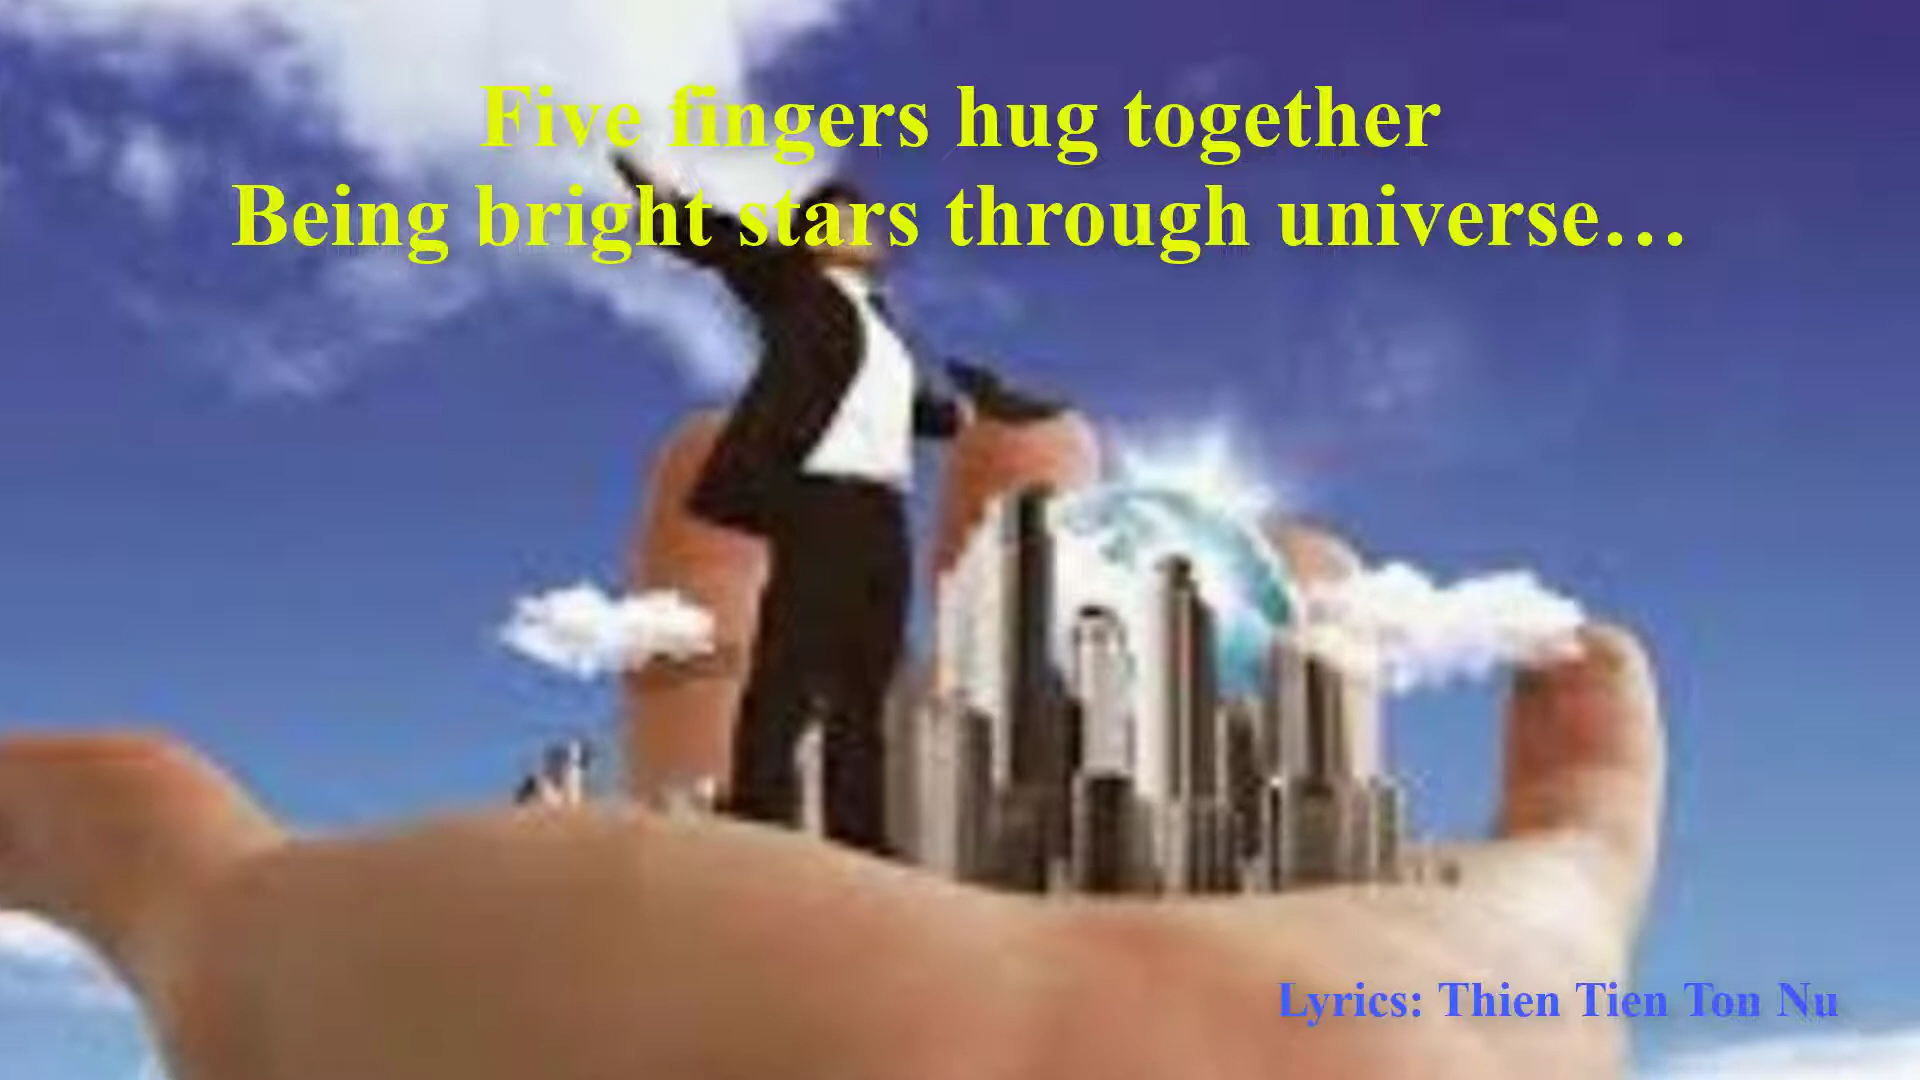 Five fingers hug together
Being bright stars through universe…
Lyrics: Thien Tien Ton Nu